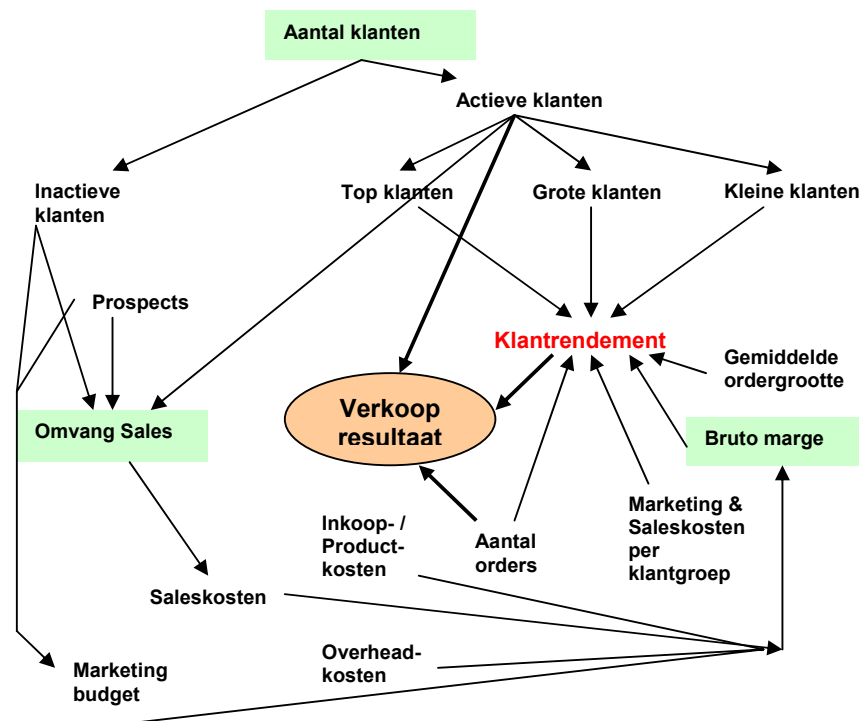 Aantal klanten
Actieve klanten
Inactieve
klanten
Top klanten
Grote klanten
Kleine klanten
Prospects
Klantrendement
Gemiddelde
ordergrootte
Verkoop
resultaat
Omvang Sales
Bruto marge
Inkoop- /
Product-
kosten
Aantal
orders
Marketing &
Saleskosten
per
klantgroep
Saleskosten
Overhead-
kosten
Marketing
budget